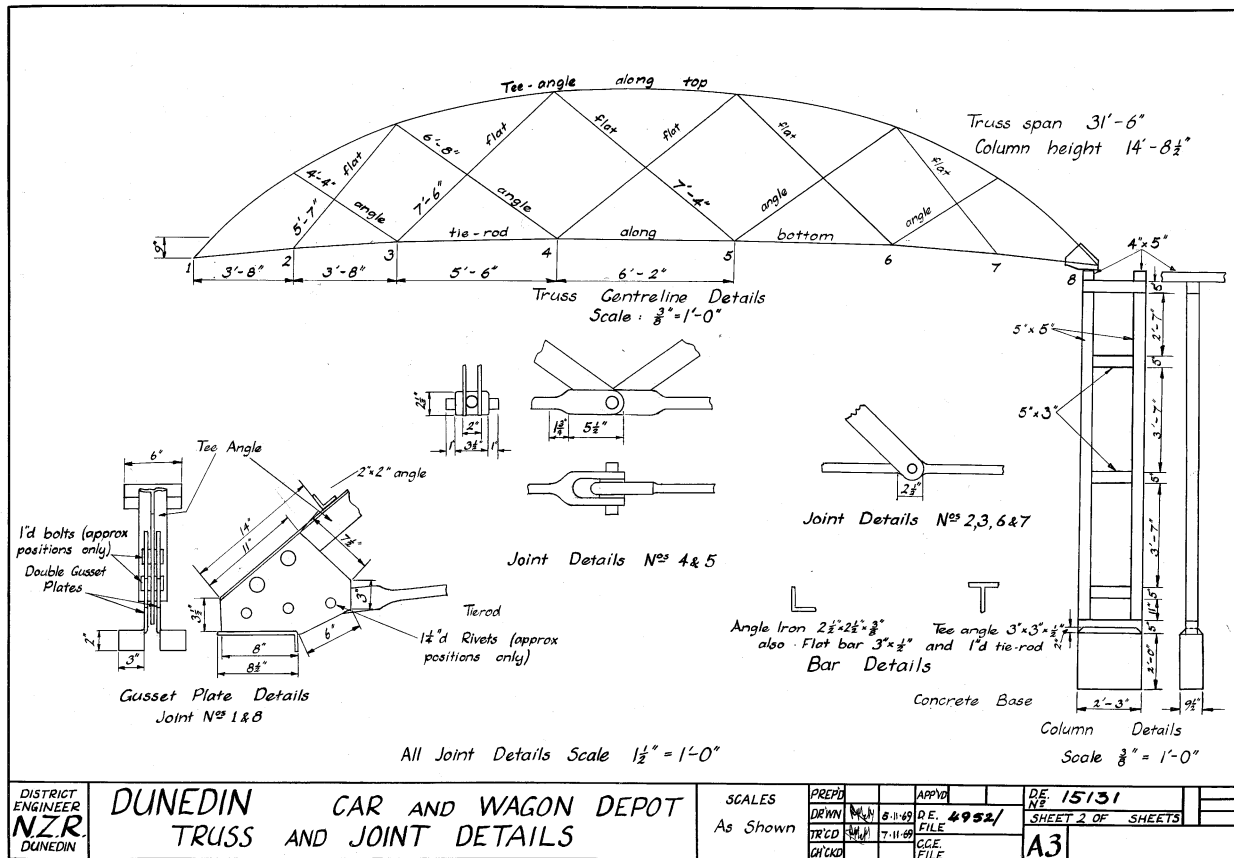 Tee-angle along top
Truss span 31'-6"
Column height 14'-8½"
flat
6'-8"
flat
flat
flat
flat
flat
4'-4"
5'-7"
angle
7'-6"
angle
7'-4"
angle
angle
9"
tie-rod along bottom
1 2 3 4 5 6 7 8
3'-8" 3'-8" 5'-6" 6'-2"
Truss Centreline Details
Scale : ⅜" = 1'-0"
4"x5"
5"
2'-7"
5"x5"
5"
5"x3"
3'-7"
5"
3'-7"
5"
11"
5"
2"
2'-0"
2'-3"
9½"
Concrete Base
Column Details
Scale ⅜" = 1'-0"
2"
1"
1"
1¾"
5½"
Joint Details Nºs 4 & 5
Joint Details Nºs 2, 3, 6 & 7
6"
Tee Angle
2"x2" angle
1"d bolts (approx
positions only)
Double Gusset
Plates
14"
11"
3"
Tierod
6"
1¼"d Rivets (approx
positions only)
2"
3"
8"
8½"
Gusset Plate Details
Joint Nºs 1 & 8
Angle Iron 2½"x2½"x⅜"
Tee angle 3"x3"x½"
also Flat bar 3"x½" and 1"d tie-rod
Bar Details
All Joint Details Scale 1½" = 1'-0"
DISTRICT
ENGINEER
N.Z.R.
DUNEDIN
DUNEDIN CAR AND WAGON DEPOT
TRUSS AND JOINT DETAILS
SCALES
As Shown
PREP'D
DR'WN 5·11·69
TR'CD 7·11·69
CH'CKD
APPV'D
D.E. FILE 4952/
C.C.E. FILE
D.E. Nº 15131
SHEET 2 OF SHEETS
A3